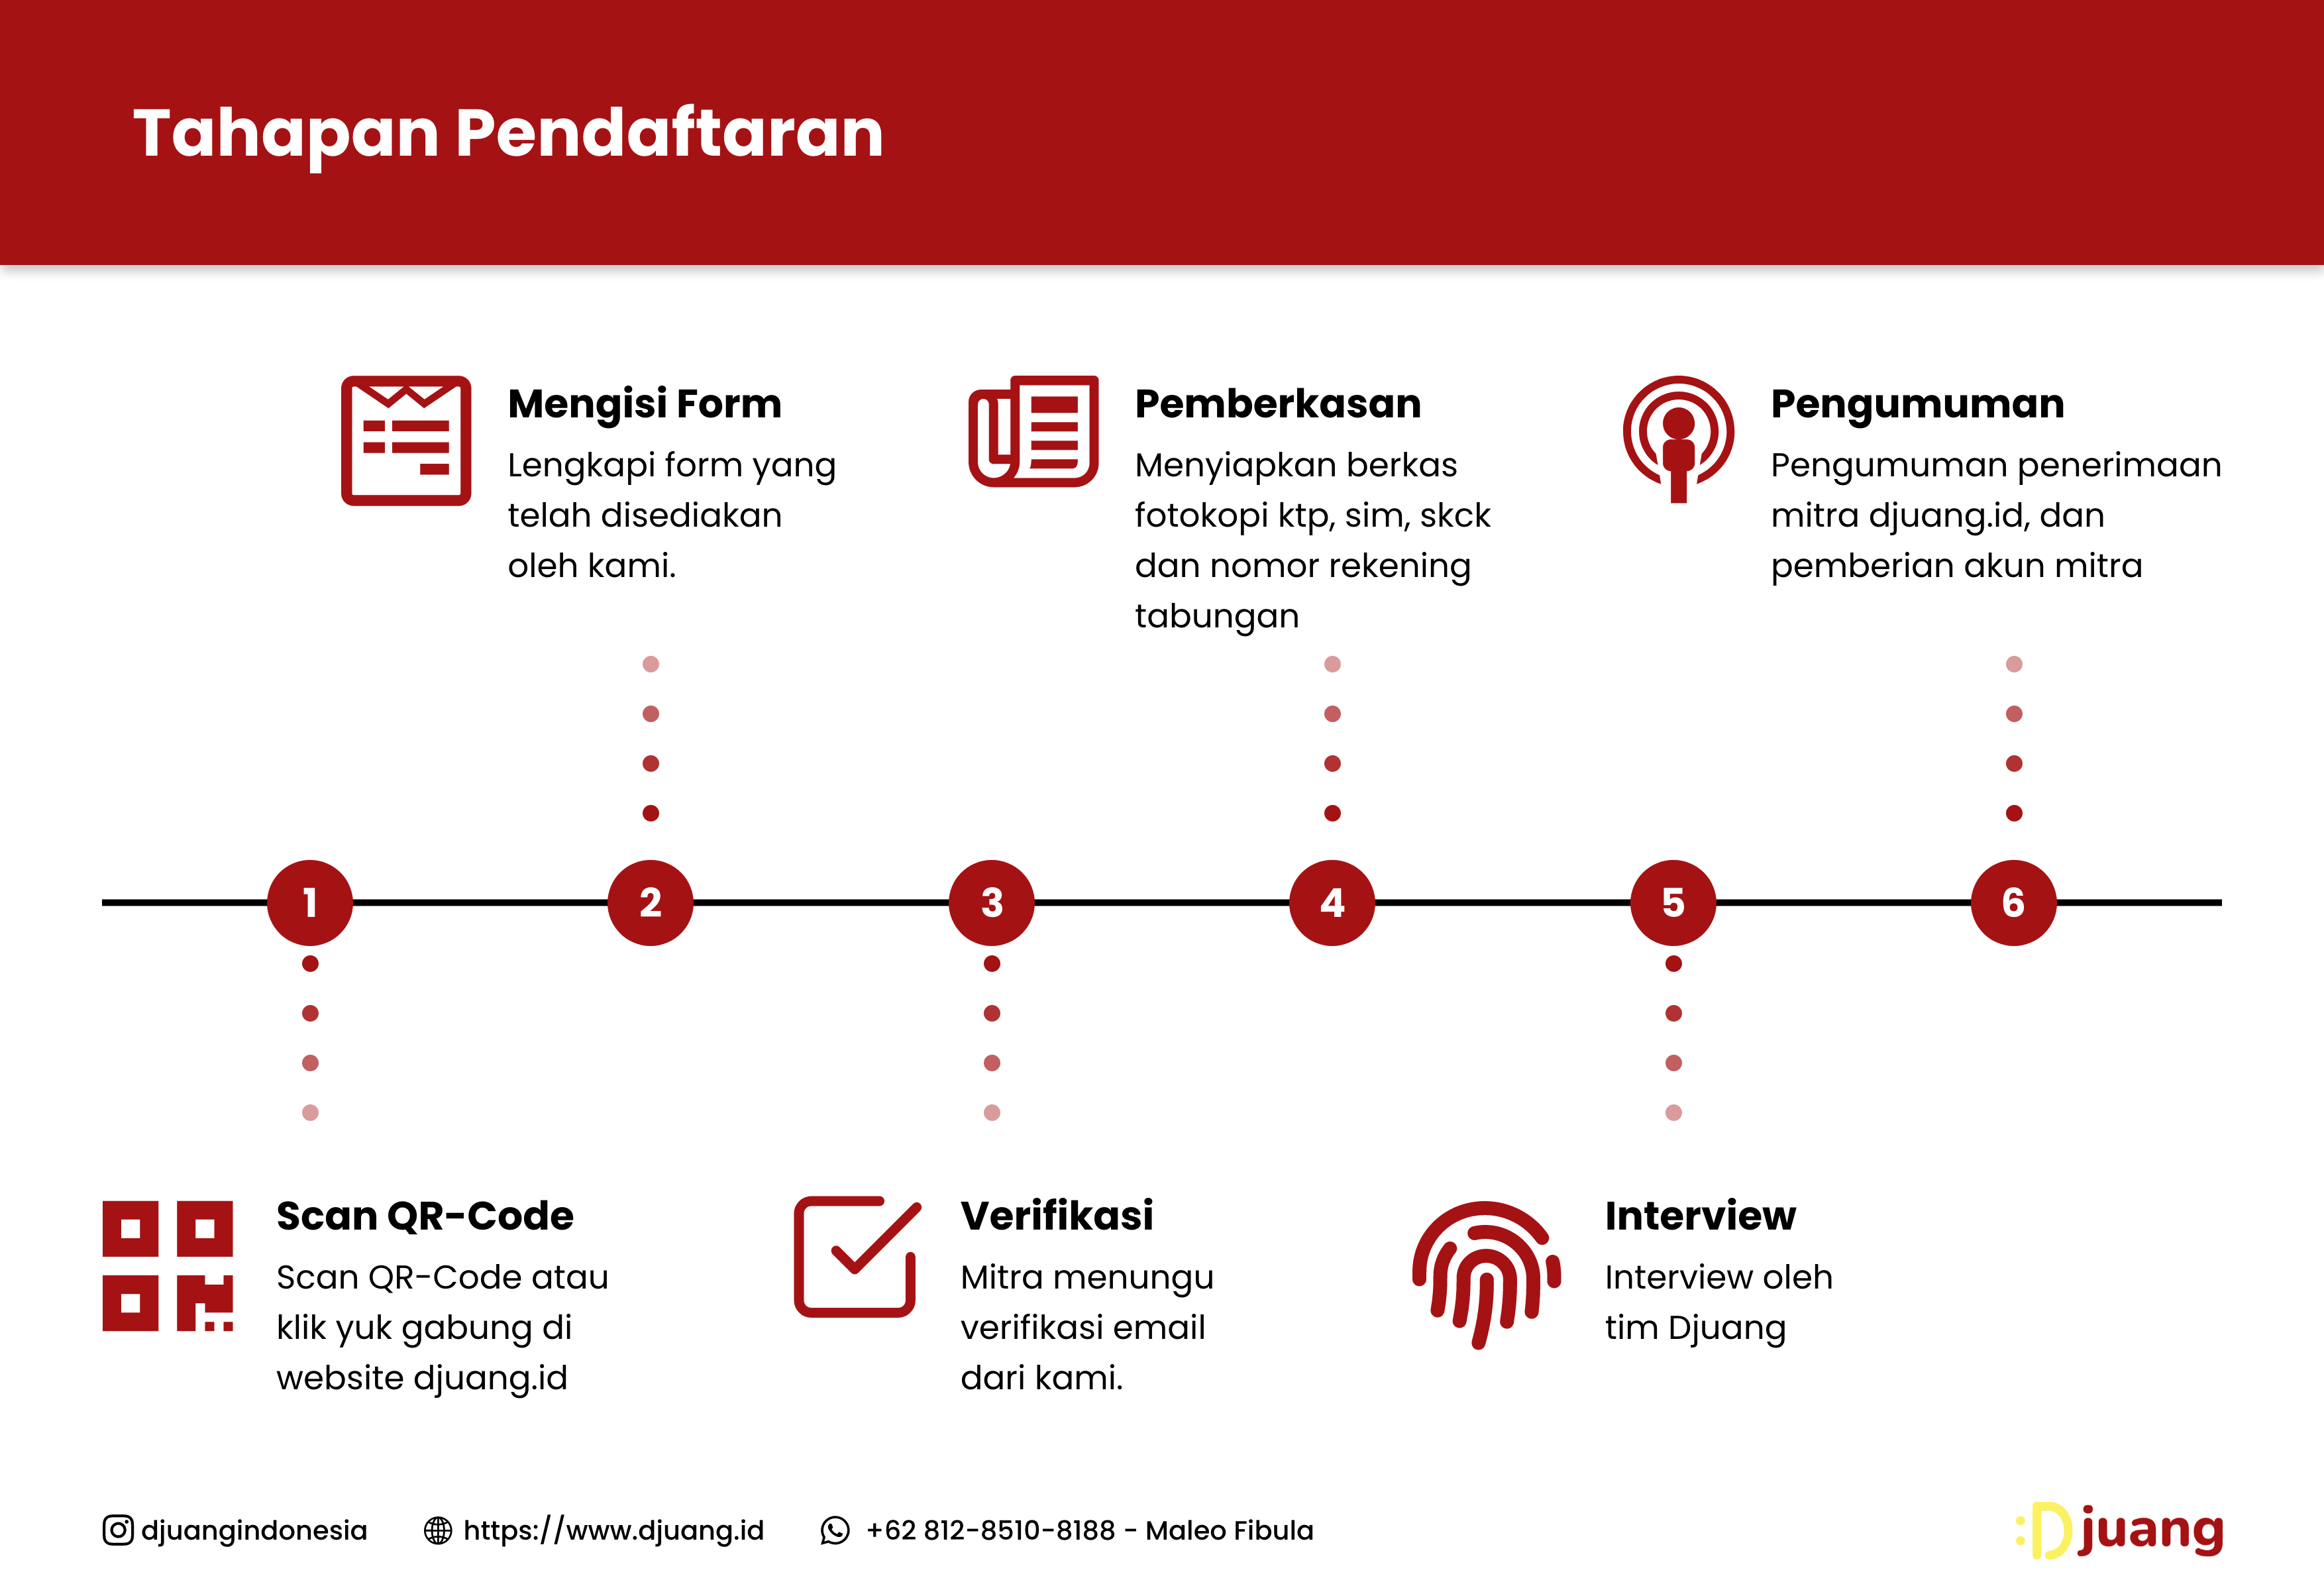 Tahapan Pendaftaran
Mengisi Form
Lengkapi form yang
telah disediakan
oleh kami.
Pemberkasan
Menyiapkan berkas
fotokopi ktp, sim, skck
dan nomor rekening
tabungan
Pengumuman
Pengumuman penerimaan
mitra djuang.id, dan
pemberian akun mitra
1
2
3
4
5
6
Scan QR-Code
Scan QR-Code atau
klik yuk gabung di
website djuang.id
Verifikasi
Mitra menungu
verifikasi email
dari kami.
Interview
Interview oleh
tim Djuang
djuangindonesia
https://www.djuang.id
+62 812-8510-8188 - Maleo Fibula
:Djuang